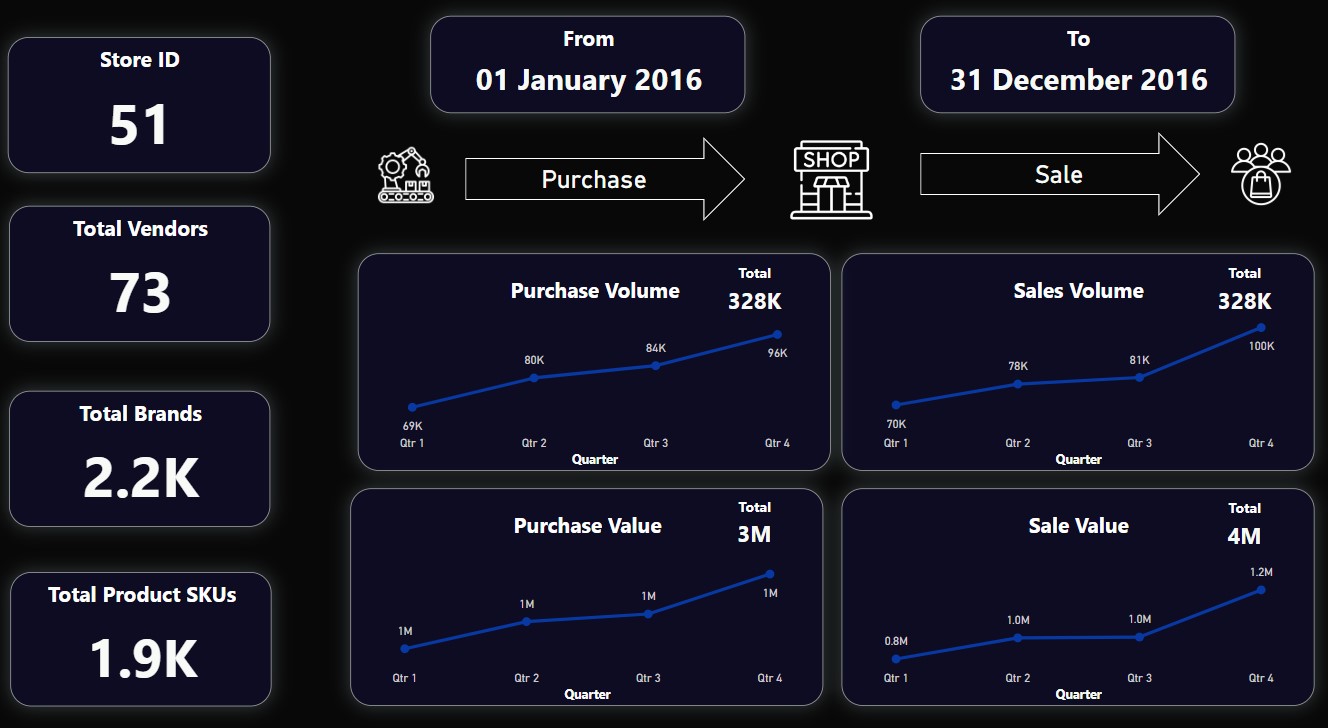 Store ID
51
Total Vendors
73
Total Brands
2.2K
Total Product SKUs
1.9K
From
01 January 2016
To
31 December 2016
Purchase
SHOP
Sale
Purchase Volume
Total
328K
69K
80K
84K
96K
Qtr 1
Qtr 2
Qtr 3
Qtr 4
Quarter
Sales Volume
Total
328K
70K
78K
81K
100K
Qtr 1
Qtr 2
Qtr 3
Qtr 4
Quarter
Purchase Value
Total
3M
1M
1M
1M
1M
Qtr 1
Qtr 2
Qtr 3
Qtr 4
Quarter
Sale Value
Total
4M
0.8M
1.0M
1.0M
1.2M
Qtr 1
Qtr 2
Qtr 3
Qtr 4
Quarter